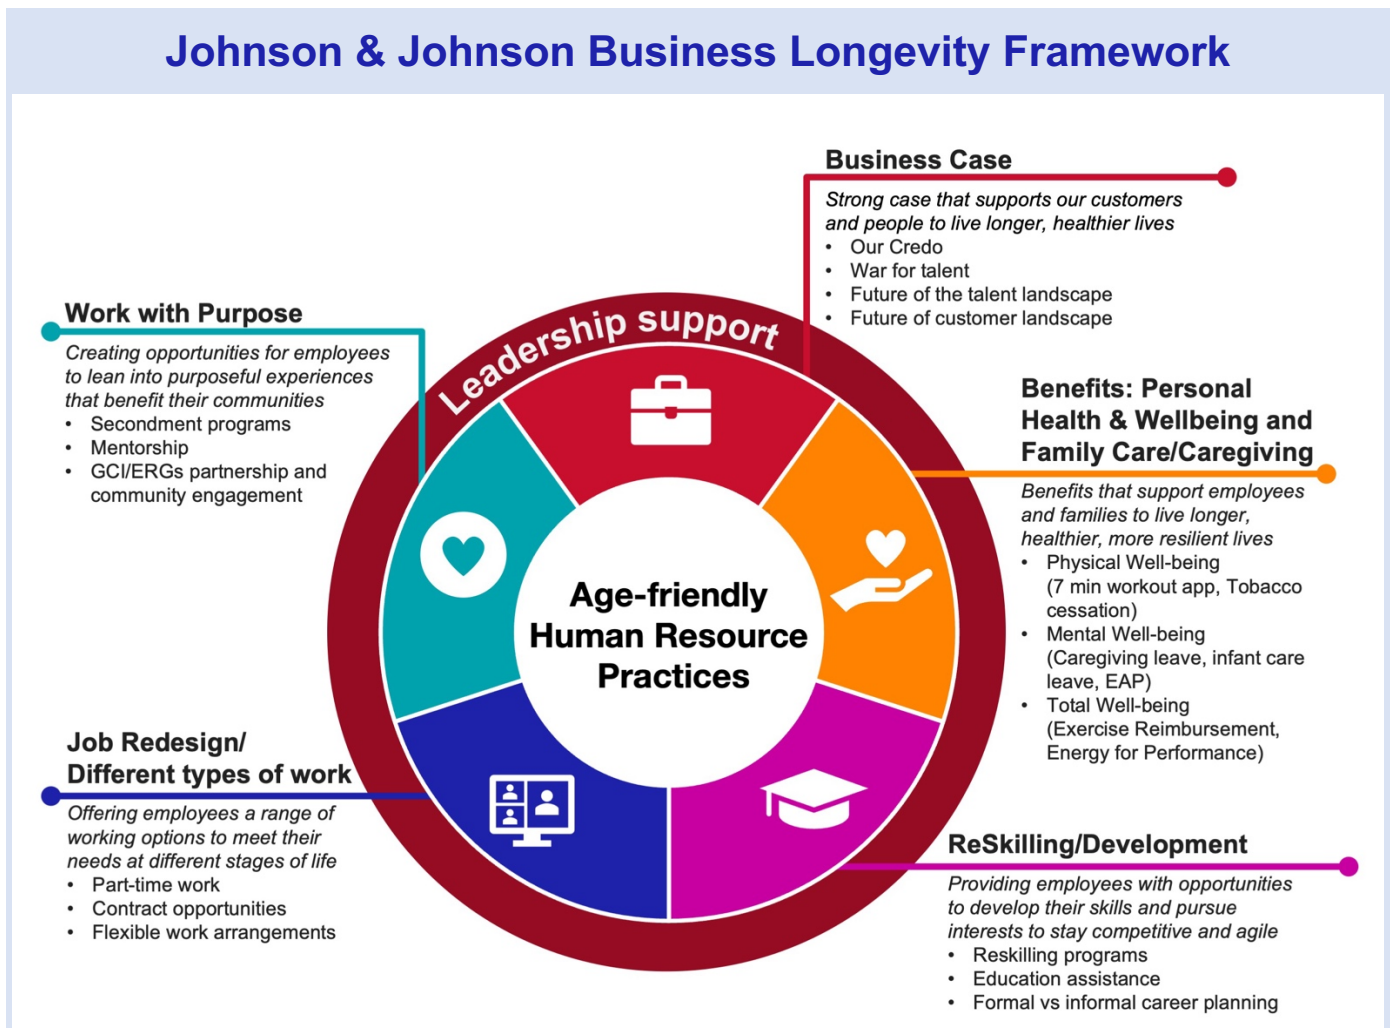 Johnson & Johnson Business Longevity Framework
Business Case
Strong case that supports our customers
and people to live longer, healthier lives
• Our Credo
• War for talent
• Future of the talent landscape
• Future of customer landscape
Work with Purpose
Creating opportunities for employees
to lean into purposeful experiences
that benefit their communities
• Secondment programs
• Mentorship
• GCI/ERGs partnership and
community engagement
Leadership support
Benefits: Personal
Health & Wellbeing and
Family Care/Caregiving
Benefits that support employees
and families to live longer,
healthier, more resilient lives
• Physical Well-being
(7 min workout app, Tobacco
cessation)
• Mental Well-being
(Caregiving leave, infant care
leave, EAP)
• Total Well-being
(Exercise Reimbursement,
Energy for Performance)
Age-friendly
Human Resource
Practices
Job Redesign/
Different types of work
Offering employees a range of
working options to meet their
needs at different stages of life
• Part-time work
• Contract opportunities
• Flexible work arrangements
ReSkilling/Development
Providing employees with opportunities
to develop their skills and pursue
interests to stay competitive and agile
• Reskilling programs
• Education assistance
• Formal vs informal career planning